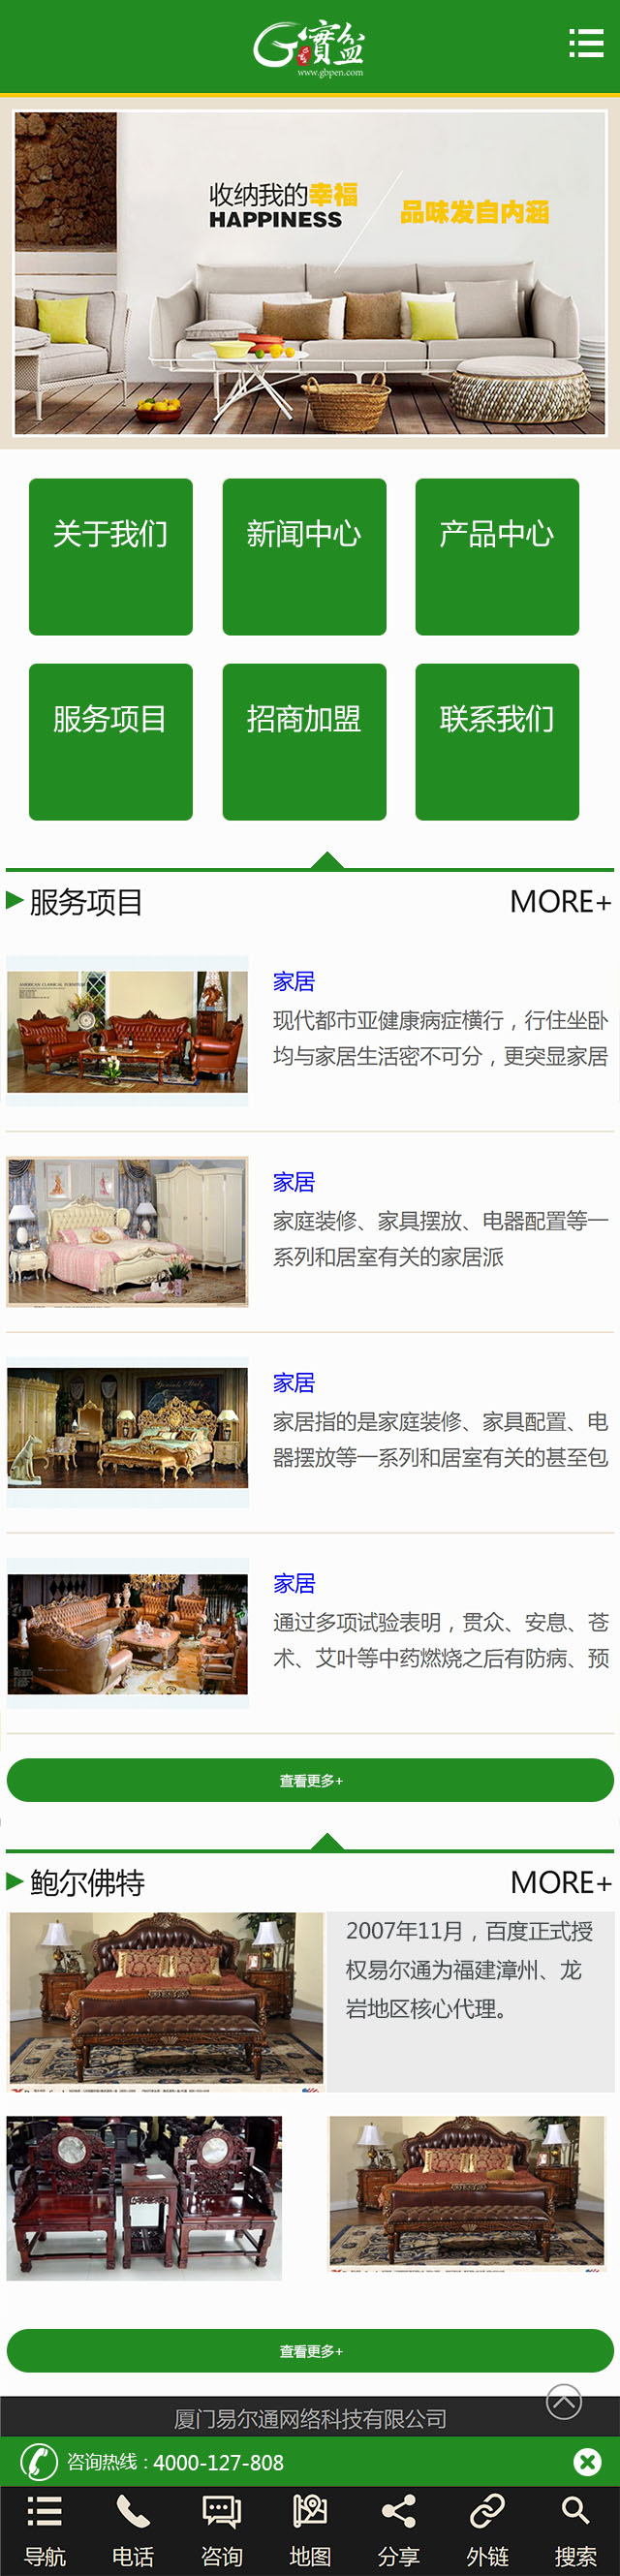 G寶盆
www.gbpen.com
收纳我的幸福
HAPPINESS
品味发自内涵
关于我们
新闻中心
产品中心
服务项目
招商加盟
联系我们
服务项目
MORE+
AMERICAN CLASSICAL FURNITURE
家居
现代都市亚健康病症横行，行住坐卧
均与家居生活密不可分，更突显家居
家居
家庭装修、家具摆放、电器配置等一
系列和居室有关的家居派
家居
家居指的是家庭装修、家具配置、电
器摆放等一系列和居室有关的甚至包
家居
通过多项试验表明，贯众、安息、苍
术、艾叶等中药燃烧之后有防病、预
查看更多+
鲍尔佛特
MORE+
2007年11月，百度正式授
权易尔通为福建漳州、龙
岩地区核心代理。
查看更多+
厦门易尔通网络科技有限公司
咨询热线：4000-127-808
导航
电话
咨询
地图
分享
外链
搜索